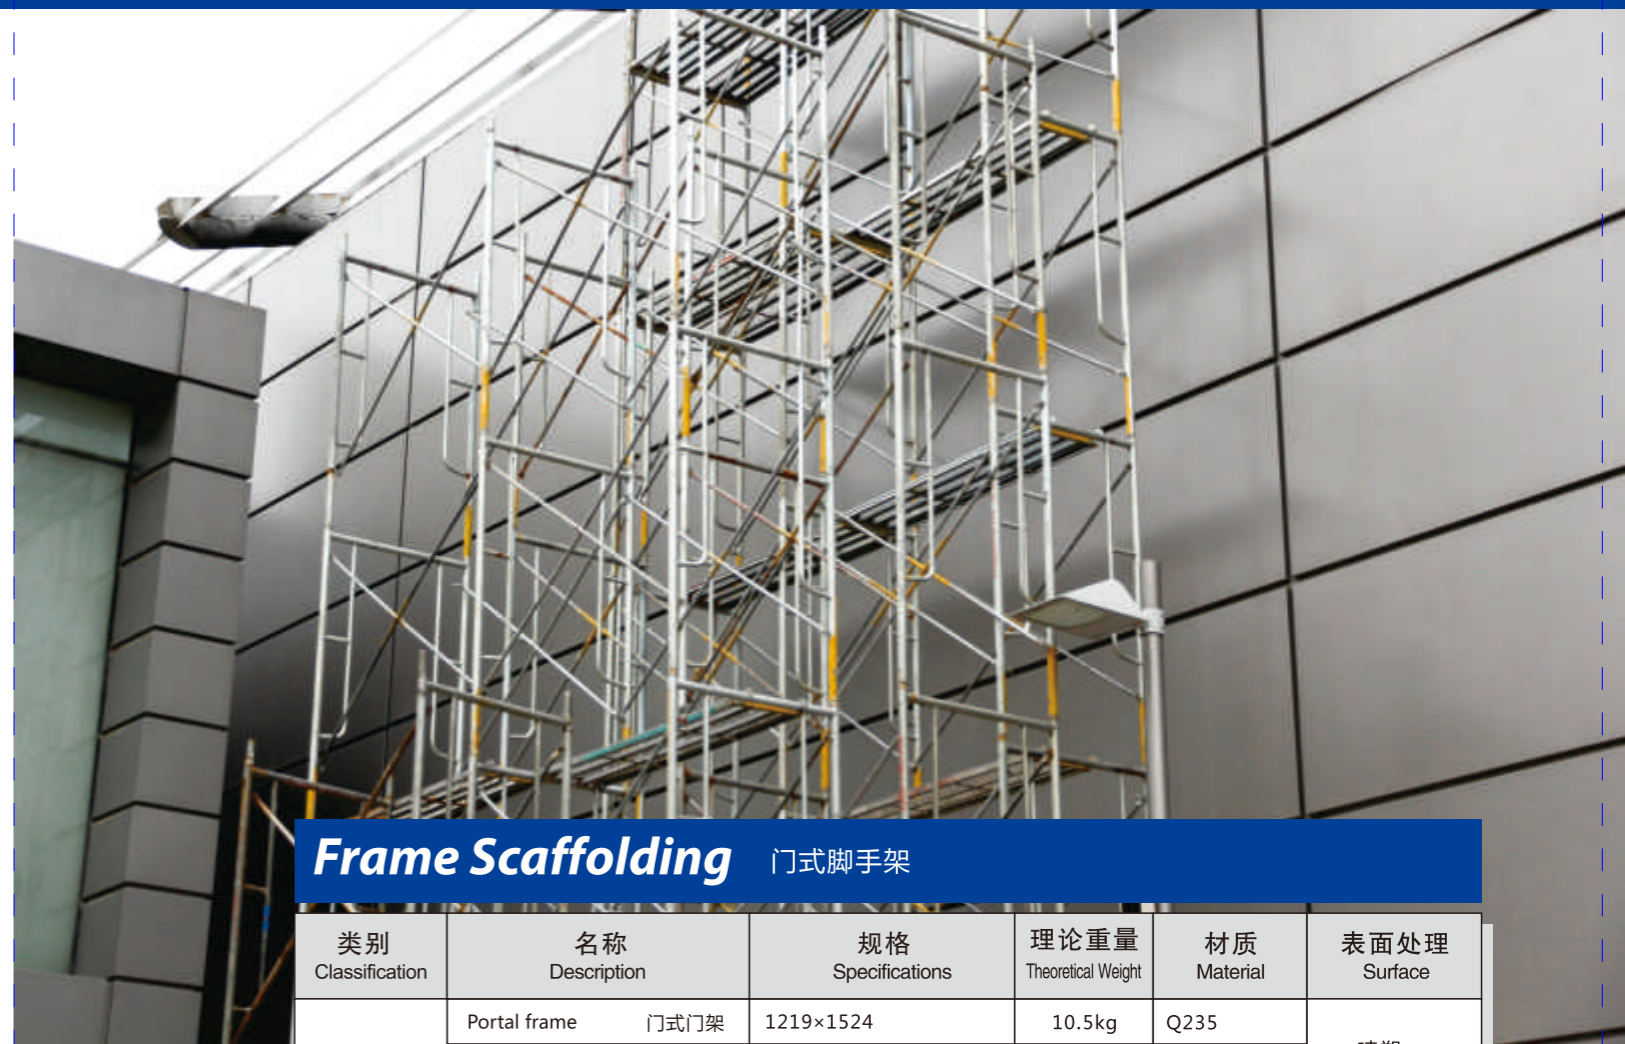 Frame Scaffolding 门式脚手架
类别 名称 规格 理论重量 材质 表面处理
Classification Description Specifications Theoretical Weight Material Surface
Portal frame 门式门架 1219×1524 10.5kg Q235